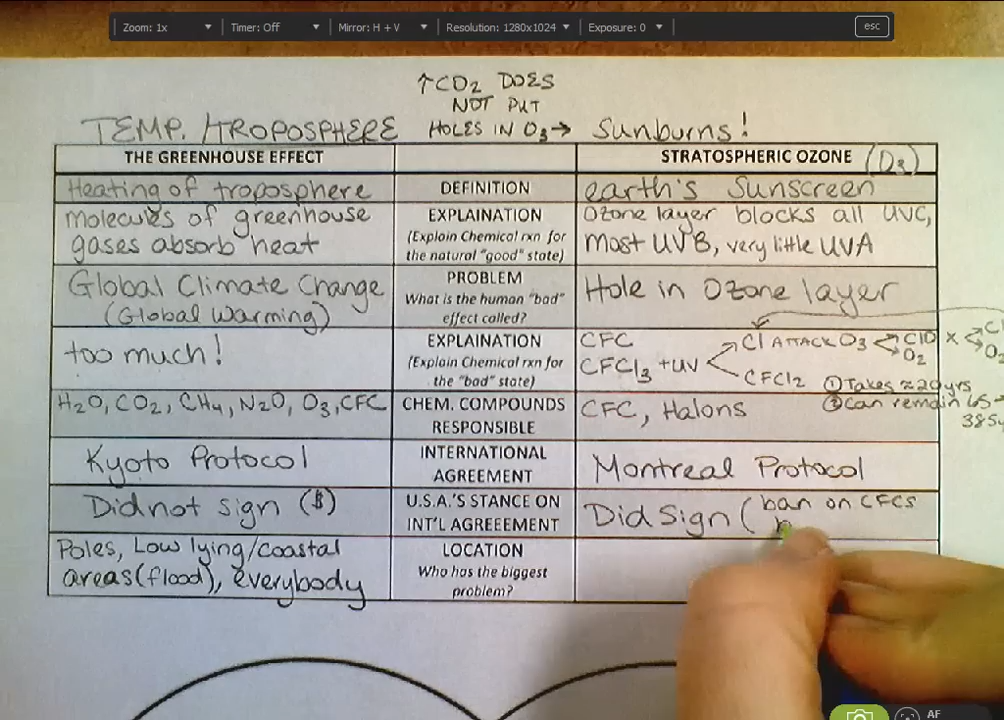 Zoom: 1x
Timer: Off
Mirror: H + V
Resolution: 1280x1024
Exposure: 0
esc
↑CO2 DOES
NOT PUT
HOLES IN O3→
TEMP./TROPOSPHERE
Sunburns!
THE GREENHOUSE EFFECT
STRATOSPHERIC OZONE (O3)
Heating of troposphere
DEFINITION
earth's Sunscreen
molecules of greenhouse
gases absorb heat
EXPLAINATION
(Explain Chemical rxn for
the natural "good" state)
Ozone layer blocks all UVC,
most UVB, very little UVA
Global Climate Change
(Global Warming)
PROBLEM
What is the human "bad"
effect called?
Hole in Ozone layer
too much!
EXPLAINATION
(Explain Chemical rxn for
the "bad" state)
CFC
CFCl3 + UV
Cl ATTACK O3
ClO X
O2
O2
CFCl2
① Takes ≈20yrs
② Can remain 65-
385y
H2O, CO2, CH4, N2O, O3, CFC
CHEM. COMPOUNDS
RESPONSIBLE
CFC, Halons
Kyoto Protocol
INTERNATIONAL
AGREEMENT
Montreal Protocol
Did not sign ($)
U.S.A.'S STANCE ON
INT'L AGREEEMENT
Did Sign (ban on CFCS
Poles, Low lying/coastal
areas(flood), everybody
LOCATION
Who has the biggest
problem?
AF